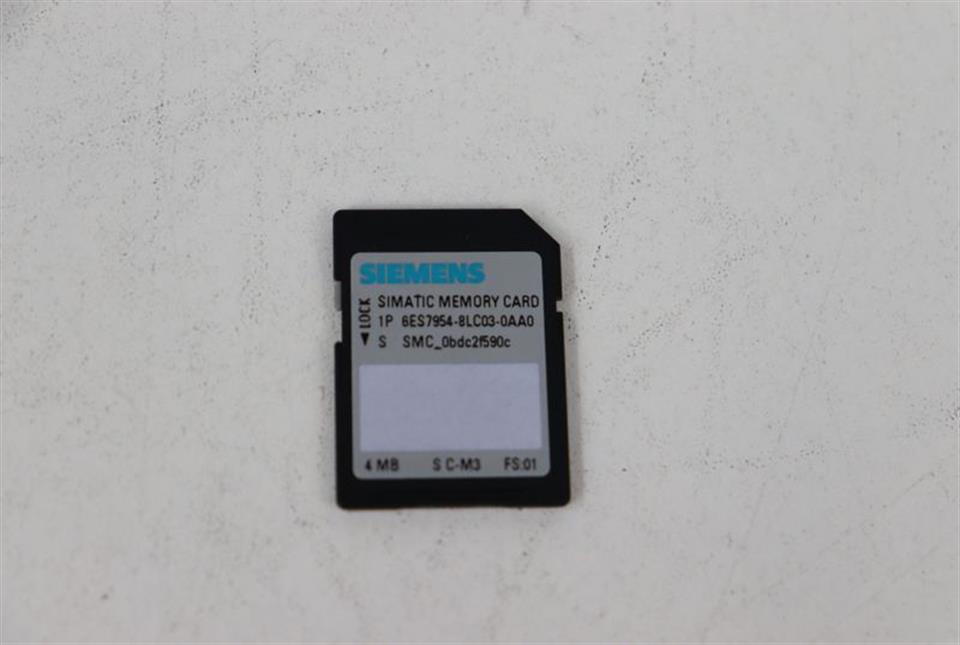 SIEMENS
SIMATIC MEMORY CARD
1P 6ES7954-8LC03-0AA0
S SMC_0bdc2f590c
◄ LOCK
4 MB S C-M3 FS:01